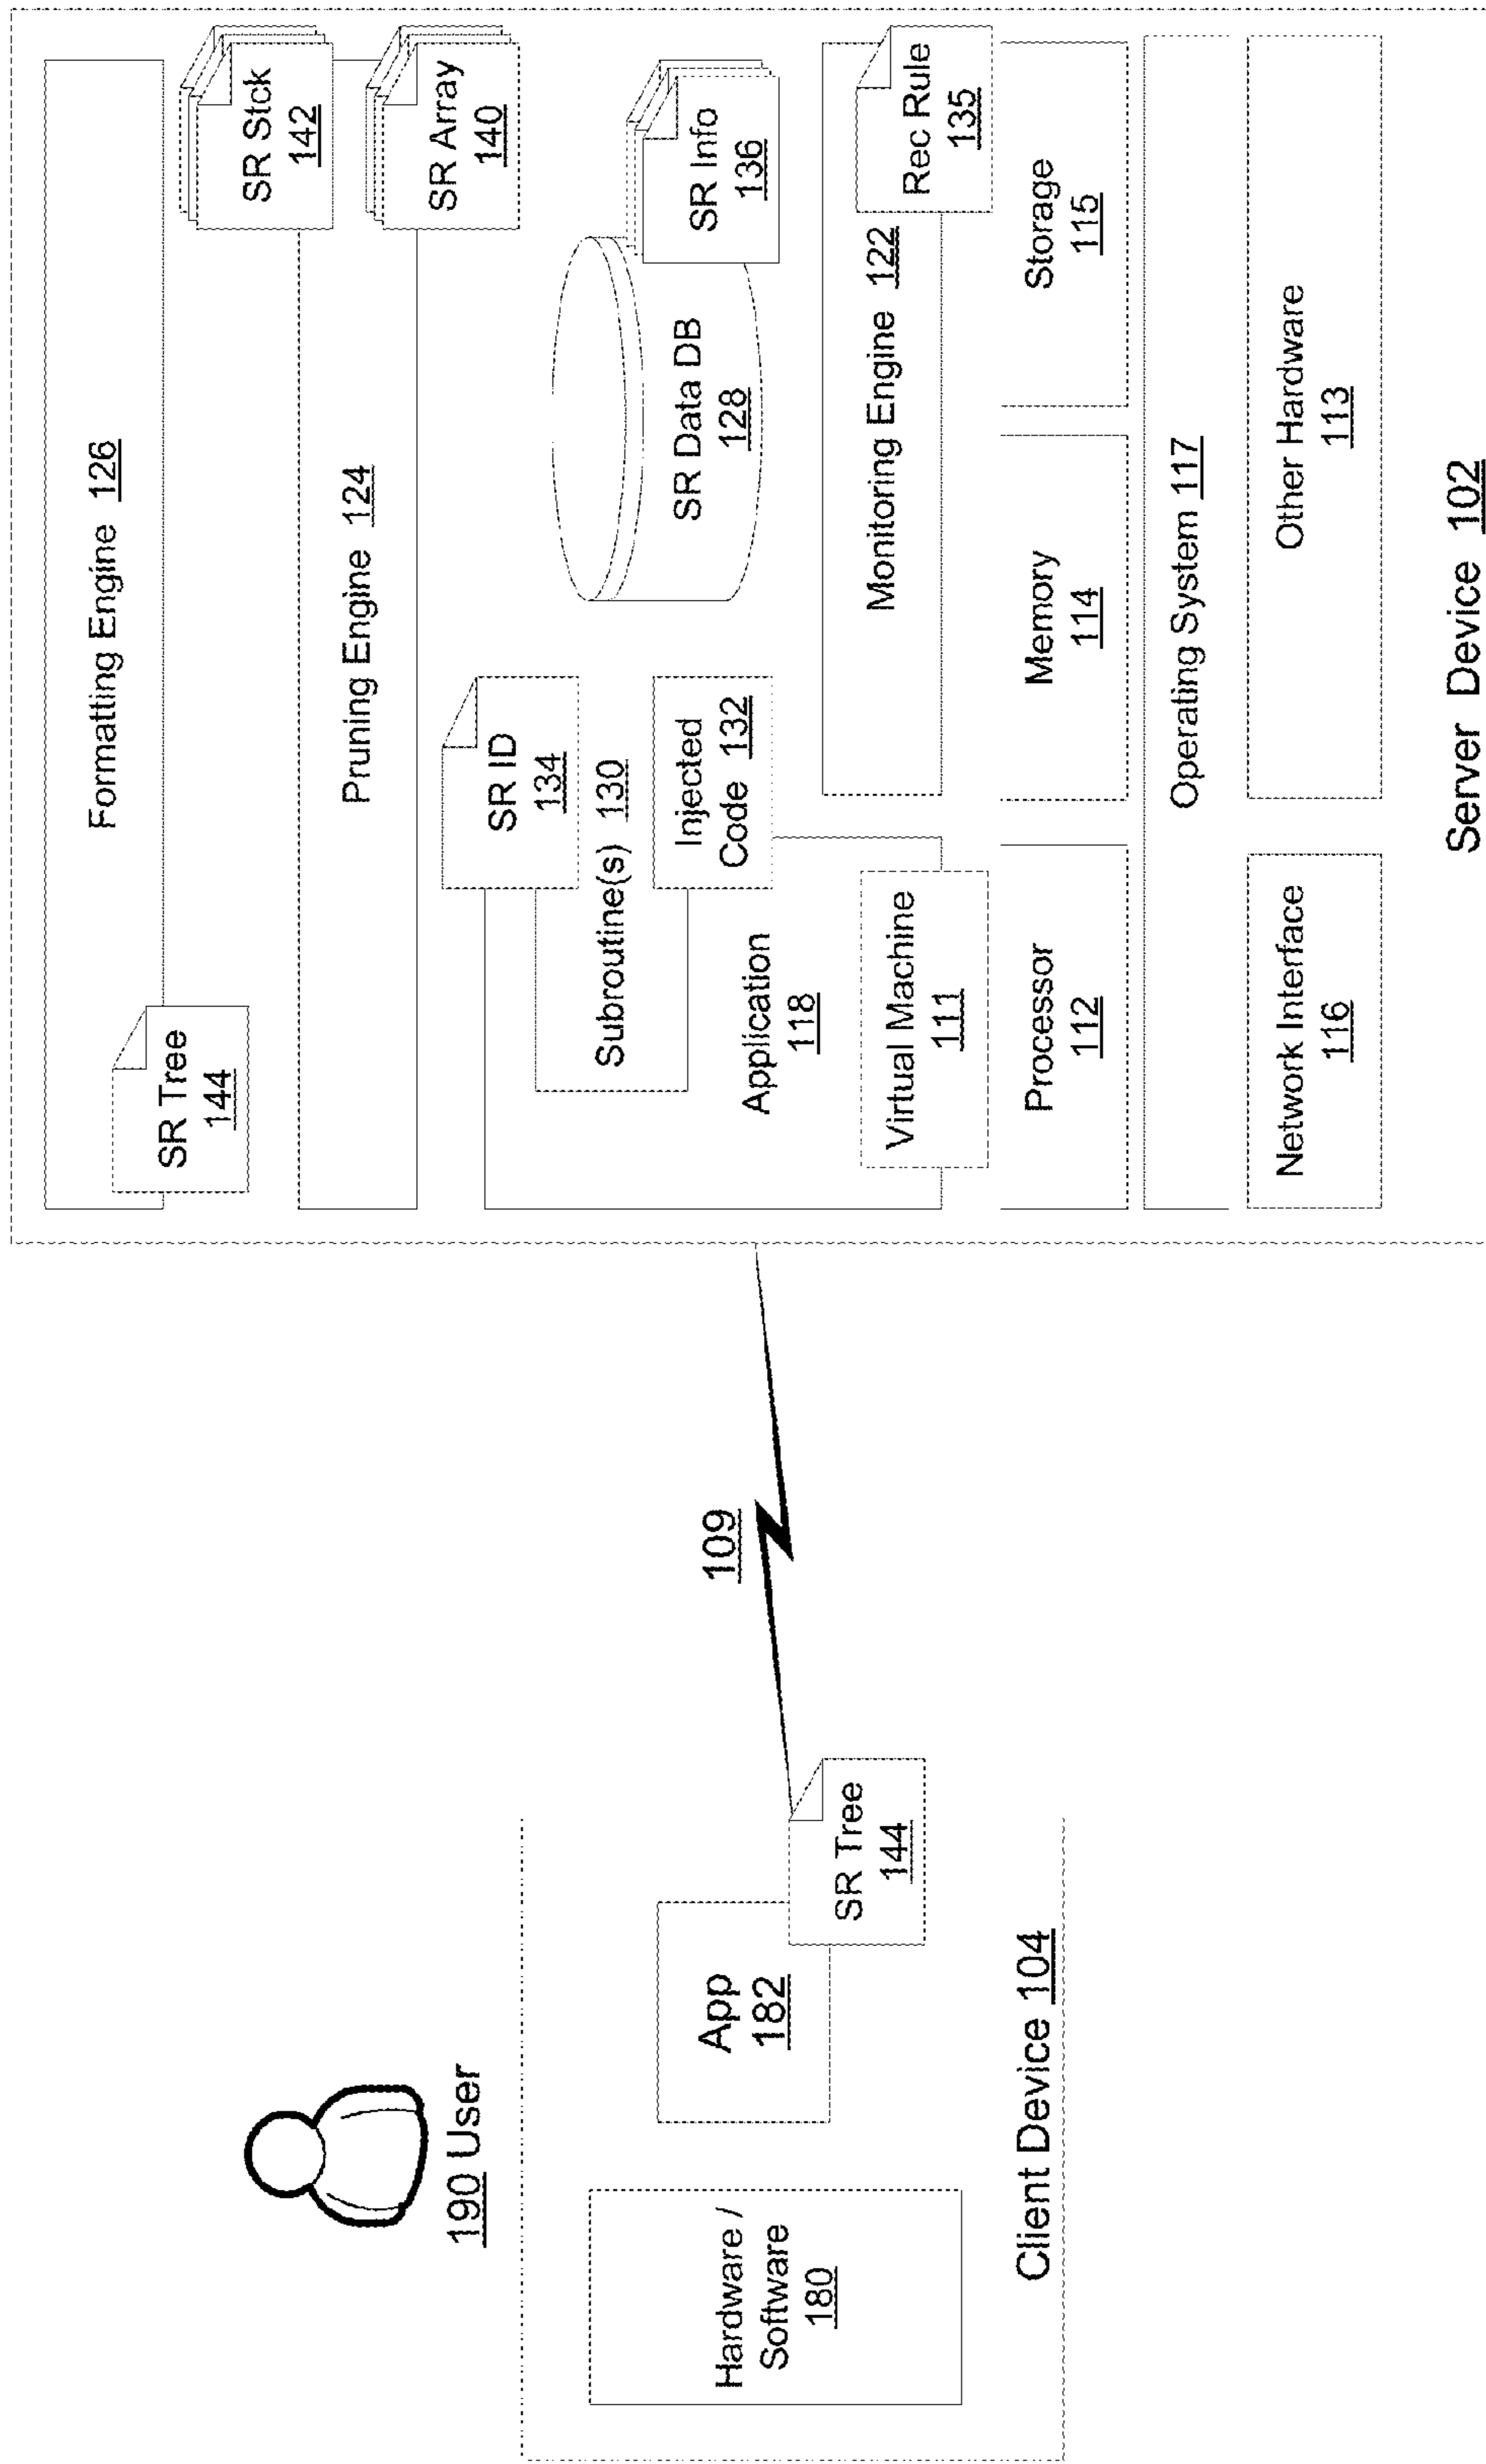 190 User
Hardware /
Software
180
App
182
SR Tree
144
Client Device 104
109
Formatting Engine 126
SR Tree
144
SR Stck
142
Pruning Engine 124
SR Array
140
SR ID
134
Subroutine(s) 130
Injected
Code 132
Application
118
Virtual Machine
111
SR Data DB
128
SR Info
136
Monitoring Engine 122
Rec Rule
135
Processor
112
Memory
114
Storage
115
Operating System 117
Network Interface
116
Other Hardware
113
Server Device 102